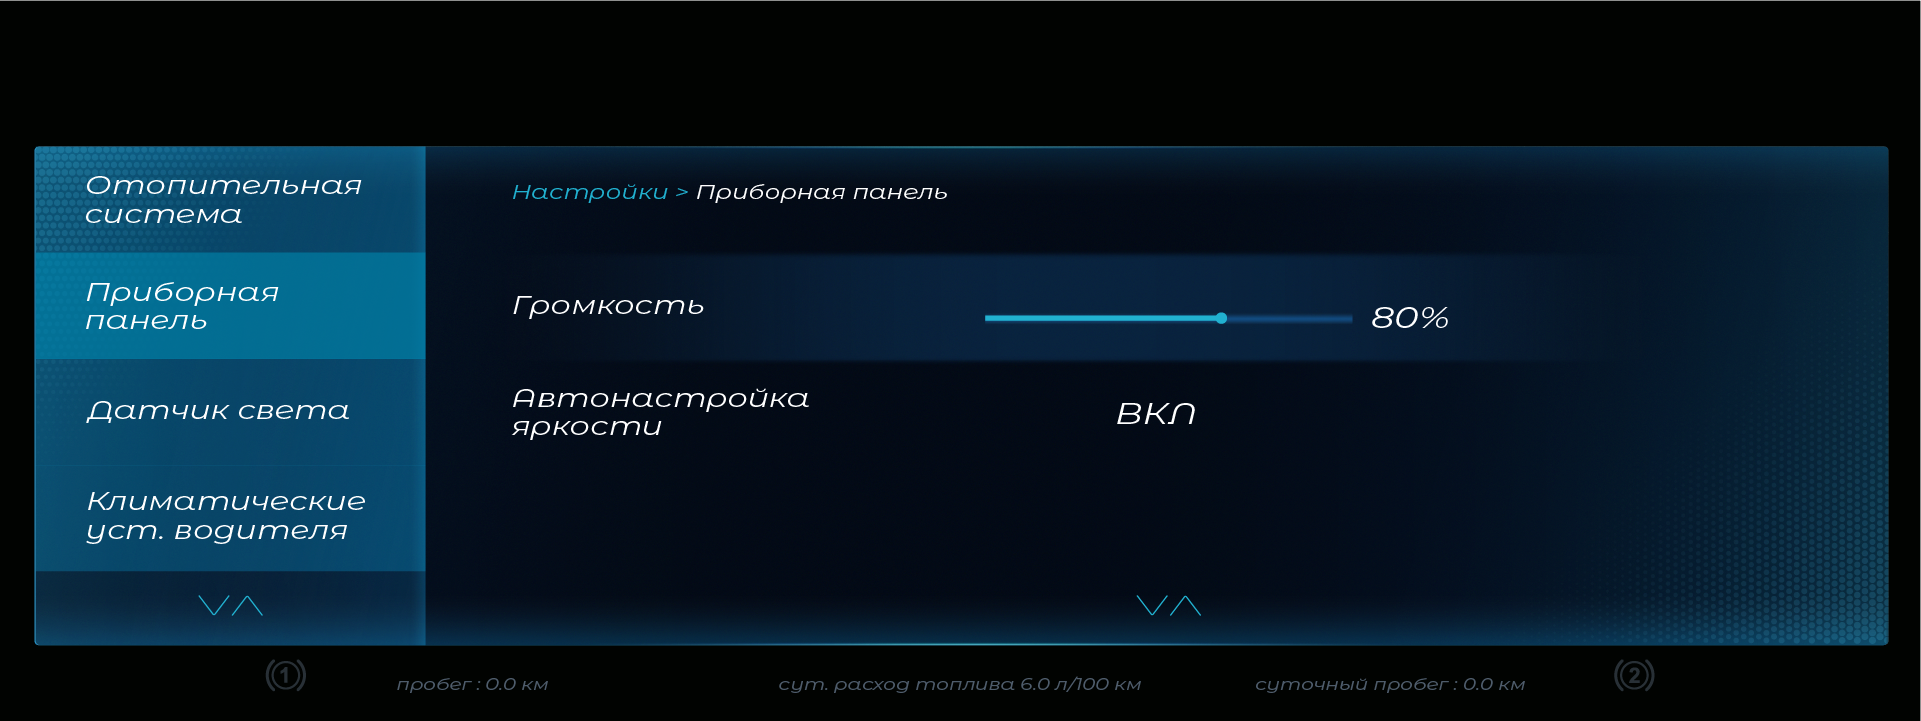 Отопительная
система
Приборная
панель
Датчик света
Климатические
уст. водителя
Настройки > Приборная панель
Громкость
80%
Автонастройка
яркости
ВКЛ
1
пробег : 0.0 км
сут. расход топлива 6.0 л/100 км
суточный пробег : 0.0 км
2